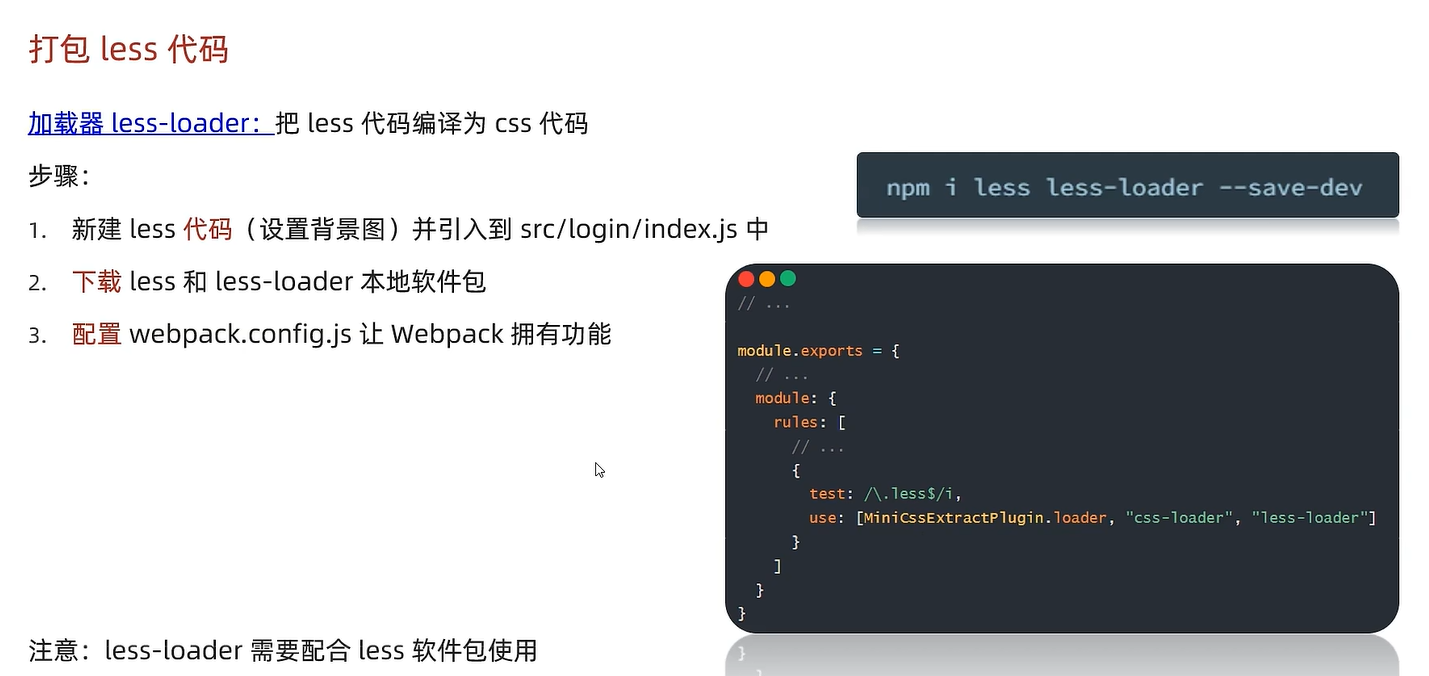 打包 less 代码
加载器 less-loader：把 less 代码编译为 css 代码
步骤：
1. 新建 less 代码（设置背景图）并引入到 src/login/index.js 中
2. 下载 less 和 less-loader 本地软件包
3. 配置 webpack.config.js 让 Webpack 拥有功能
注意：less-loader 需要配合 less 软件包使用
npm i less less-loader --save-dev
// ...
module.exports = {
  // ...
  module: {
    rules: [
      // ...
      {
        test: /\.less$/i,
        use: [MiniCssExtractPlugin.loader, "css-loader", "less-loader"]
      }
    ]
  }
}